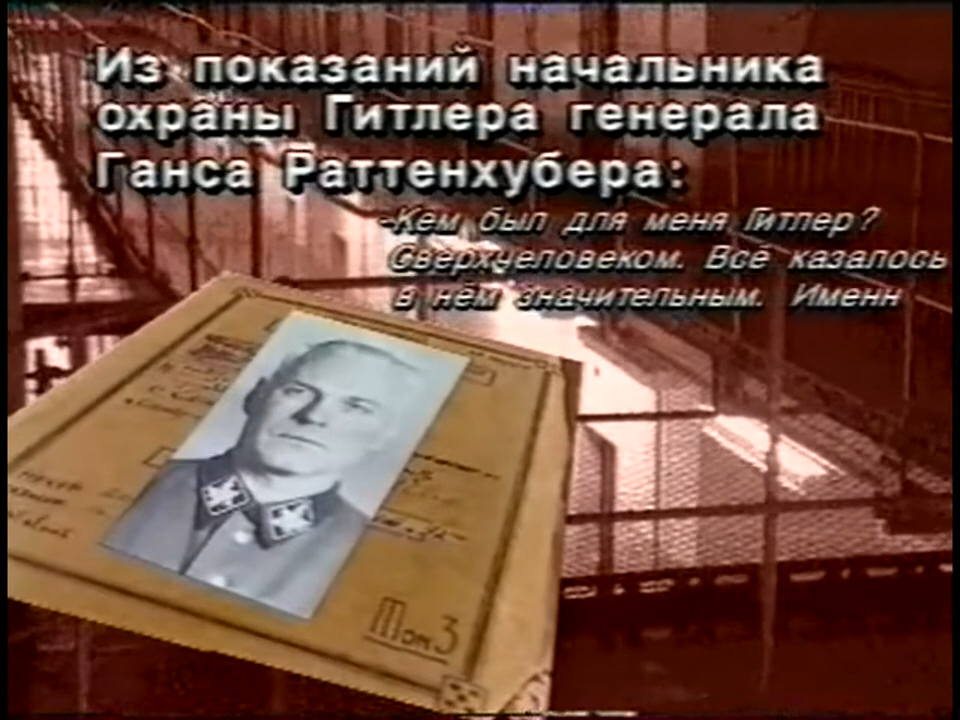 Из показаний начальника
охраны Гитлера генерала
Ганса Раттенхубера:
-Кем был для меня Гитлер?
Сверхчеловеком. Всё казалось
в нём значительным. Именн
Том 3